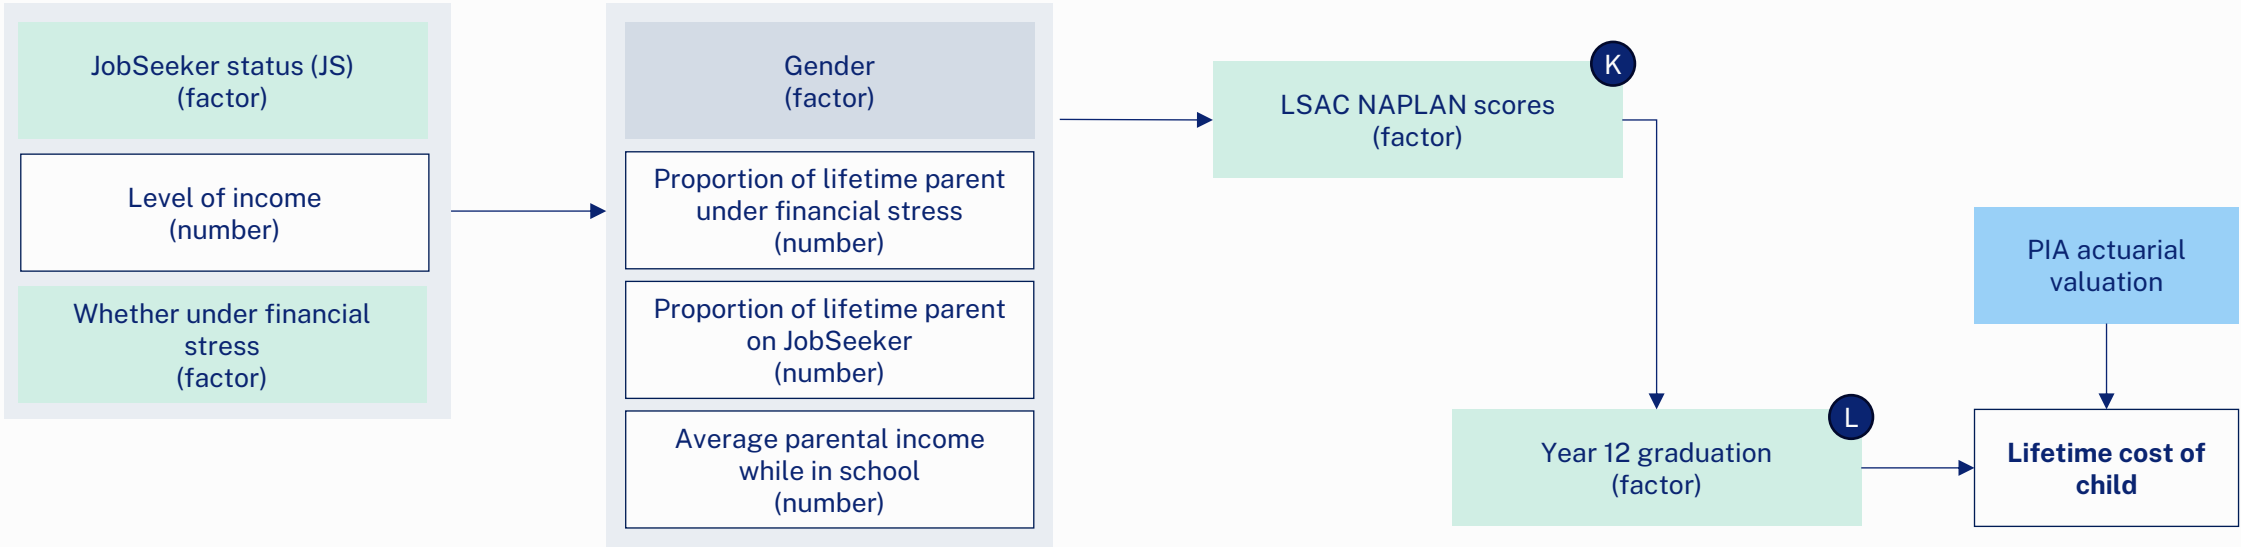 JobSeeker status (JS)
(factor)
Level of income
(number)
Whether under financial
stress
(factor)
Gender
(factor)
Proportion of lifetime parent
under financial stress
(number)
Proportion of lifetime parent
on JobSeeker
(number)
Average parental income
while in school
(number)
K
LSAC NAPLAN scores
(factor)
L
Year 12 graduation
(factor)
PIA actuarial
valuation
Lifetime cost of
child